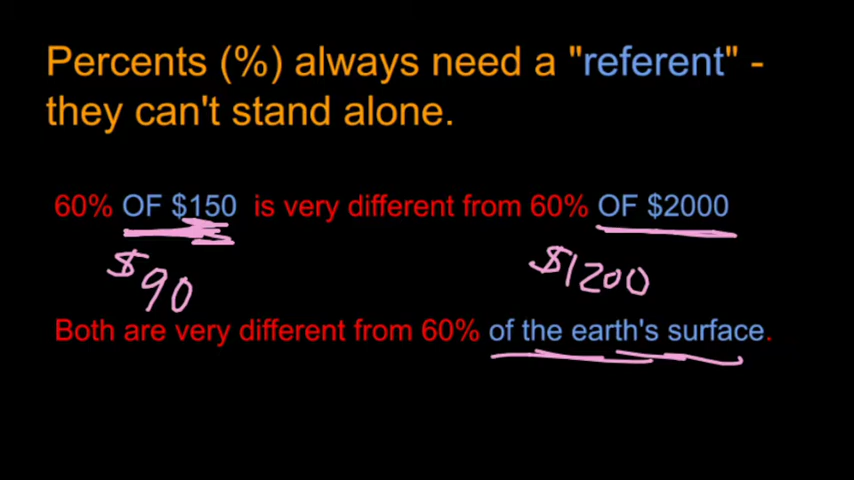 Percents (%) always need a "referent" -
they can't stand alone.
60% OF $150 is very different from 60% OF $2000
$90 $1200
Both are very different from 60% of the earth's surface.